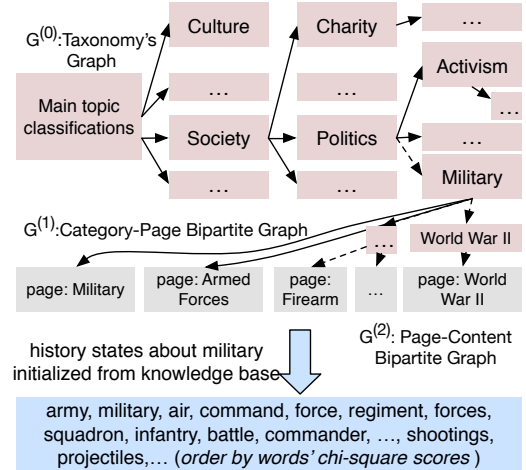 G(0):Taxonomy's
Graph
Main topic
classifications
Culture
...
Society
...
Charity
...
Politics
...
...
Activism
...
...
Military
G(1):Category-Page Bipartite Graph
...
World War II
page: Military
page: Armed
Forces
page:
Firearm
...
page: World
War II
G(2): Page-Content
Bipartite Graph
history states about military
initialized from knowledge base
army, military, air, command, force, regiment, forces,
squadron, infantry, battle, commander, ..., shootings,
projectiles,... (order by words' chi-square scores )